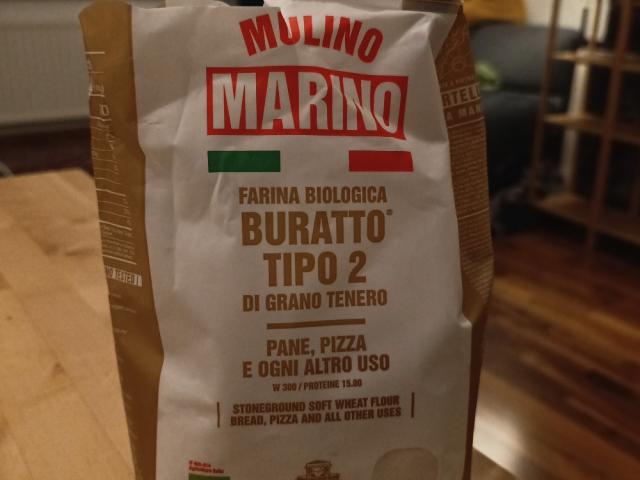 MULINO
MARINO
FARINA BIOLOGICA
BURATTO®
TIPO 2
DI GRANO TENERO
PANE, PIZZA
E OGNI ALTRO USO
W 300 / PROTEINE 15.00
STONEGROUND SOFT WHEAT FLOUR
BREAD, PIZZA AND ALL OTHER USES